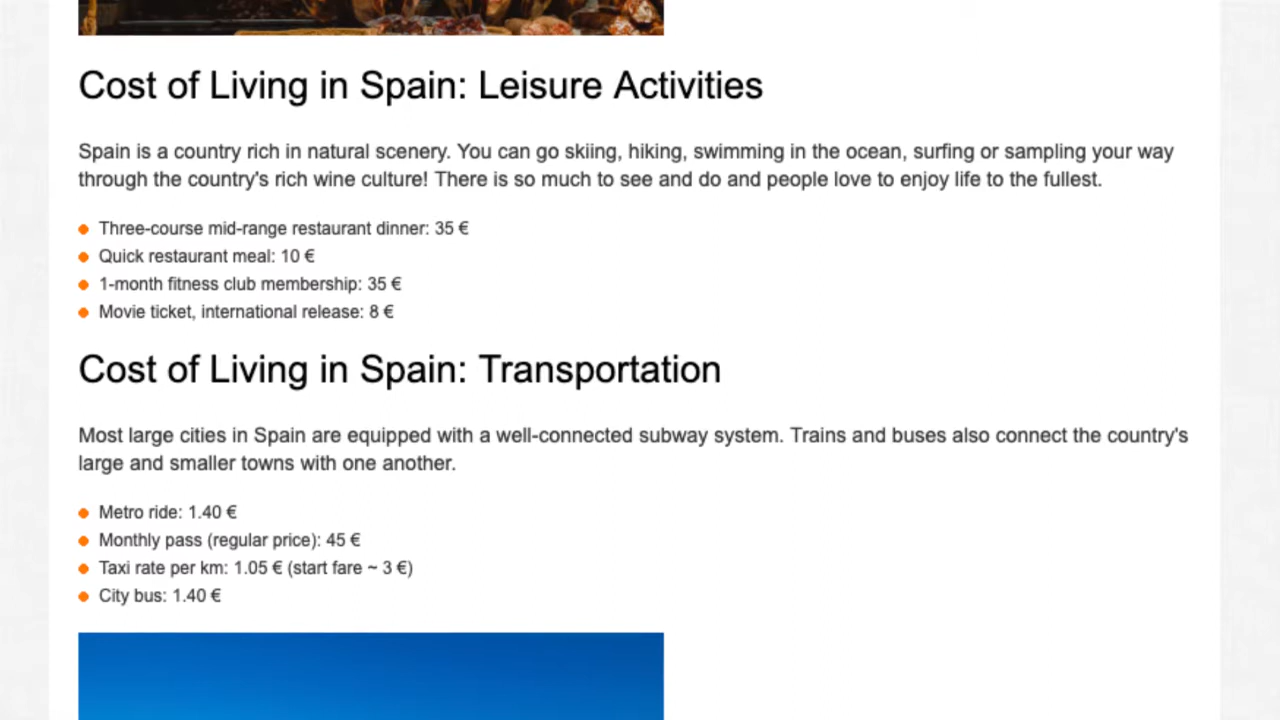 Cost of Living in Spain: Leisure Activities
Spain is a country rich in natural scenery. You can go skiing, hiking, swimming in the ocean, surfing or sampling your way
through the country's rich wine culture! There is so much to see and do and people love to enjoy life to the fullest.
Three-course mid-range restaurant dinner: 35 €
Quick restaurant meal: 10 €
1-month fitness club membership: 35 €
Movie ticket, international release: 8 €
Cost of Living in Spain: Transportation
Most large cities in Spain are equipped with a well-connected subway system. Trains and buses also connect the country's
large and smaller towns with one another.
Metro ride: 1.40 €
Monthly pass (regular price): 45 €
Taxi rate per km: 1.05 € (start fare ~ 3 €)
City bus: 1.40 €